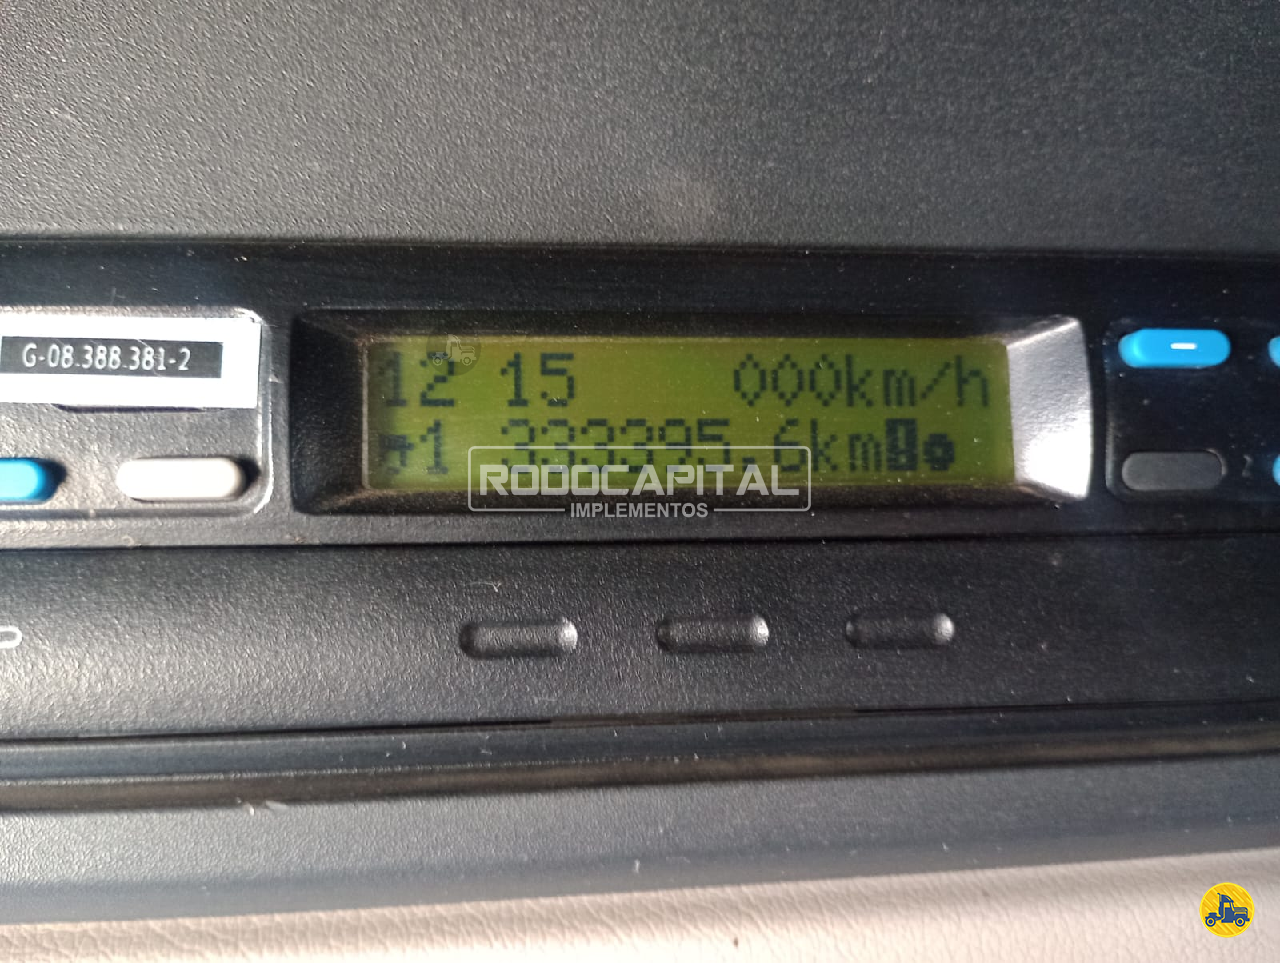 G-08.388.381-2
12 15 000km/h
1 333395.6km
RODOCAPITAL
IMPLEMENTOS